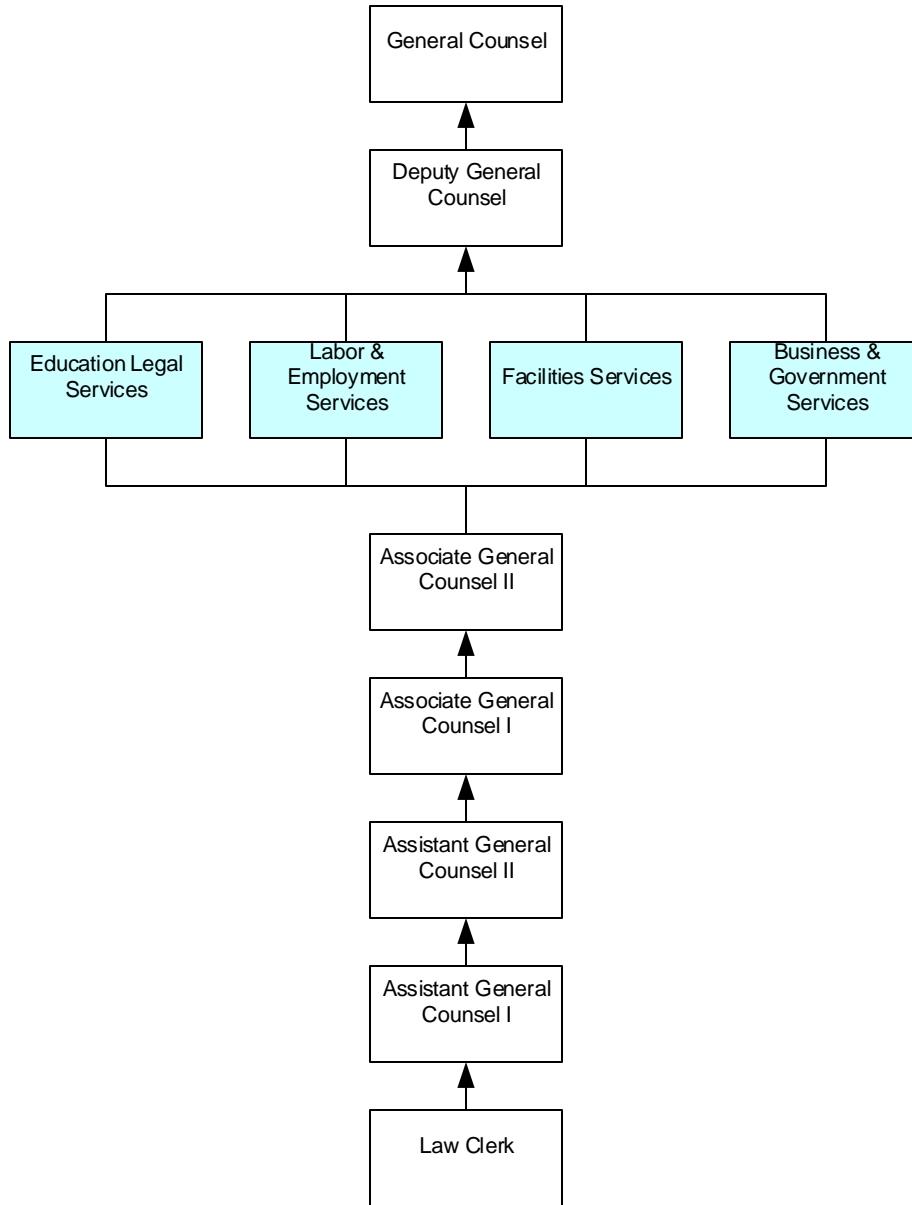 General Counsel
Deputy General
Counsel
Education Legal
Services
Labor &
Employment
Services
Facilities Services
Business &
Government
Services
Associate General
Counsel II
Associate General
Counsel I
Assistant General
Counsel II
Assistant General
Counsel I
Law Clerk